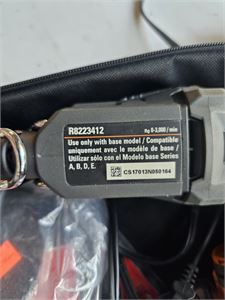 R8223412
n₀ 0-3,000 / min
Use only with base model / Compatible
uniquement avec le modèle de base /
Utilizar sólo con el Modelo base Series
A, B, D, E.
CS17013N050164